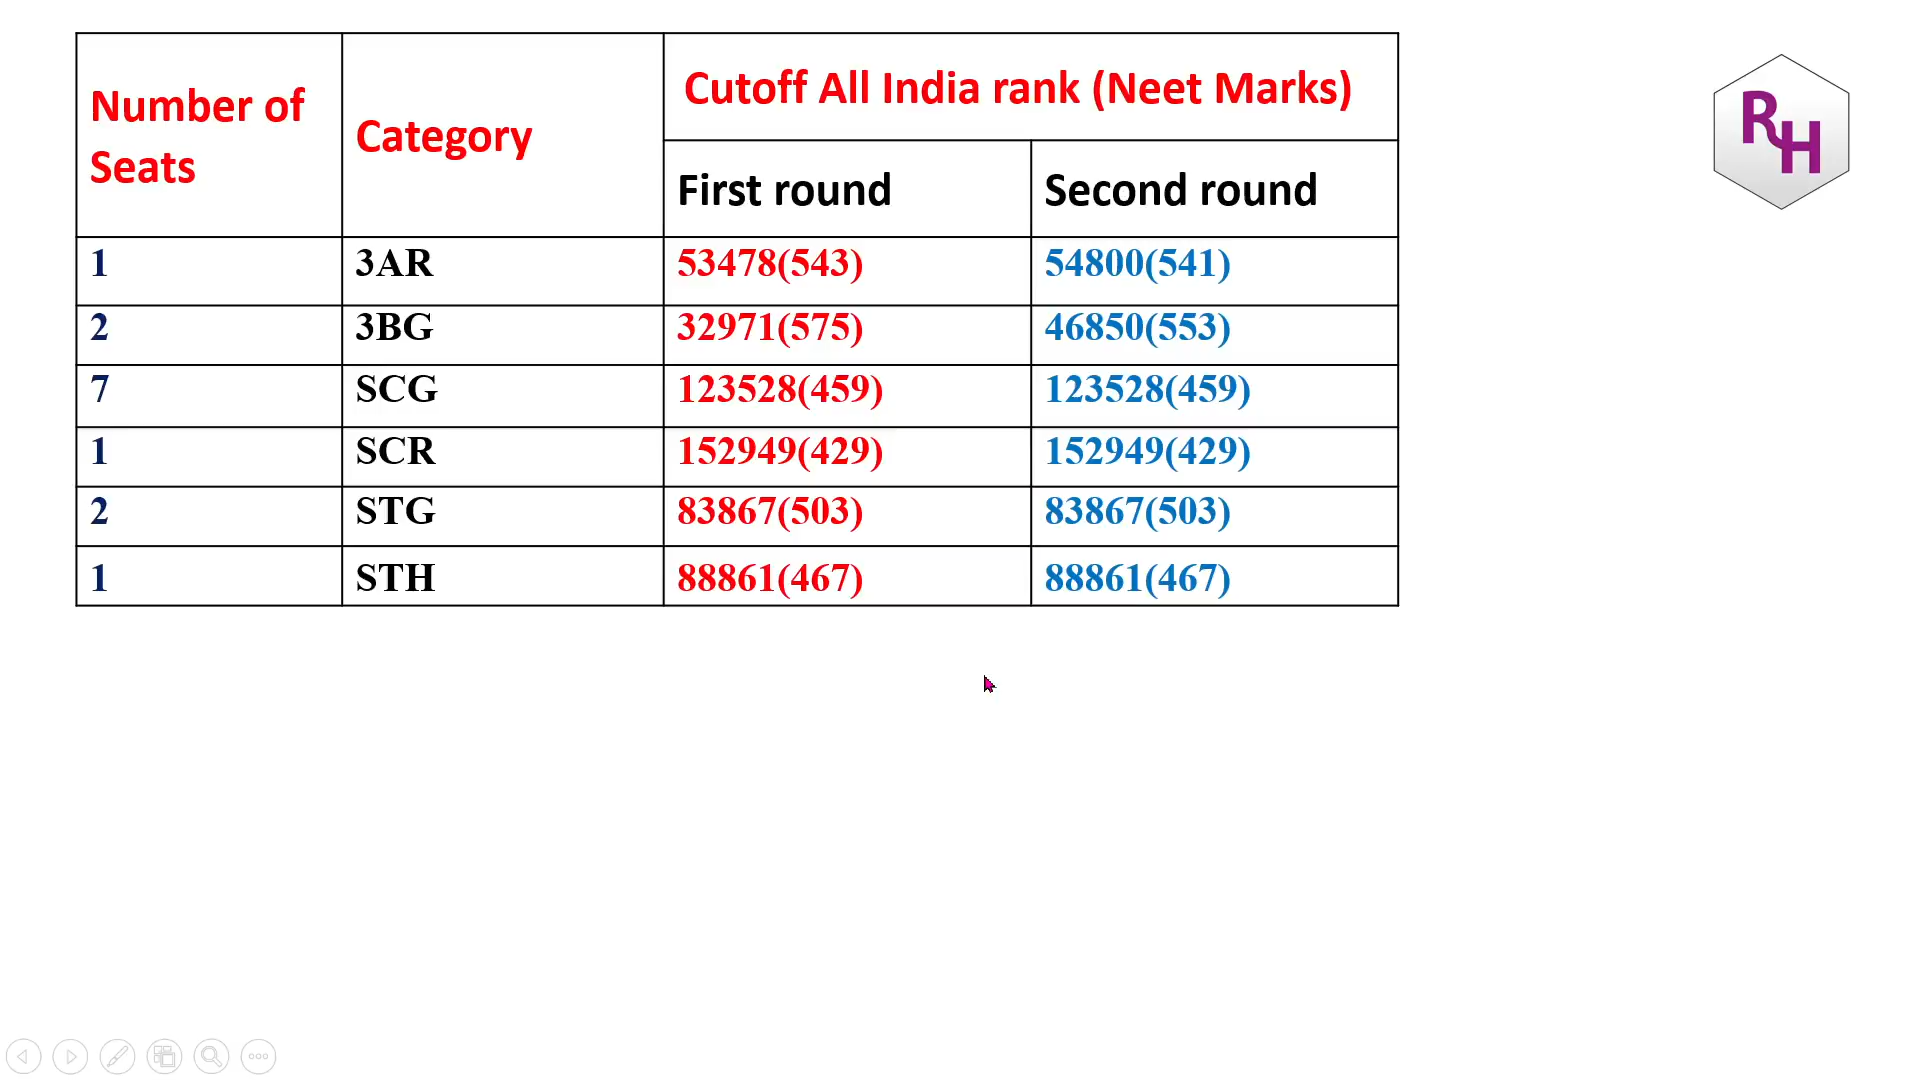 Number of Seats
Category
Cutoff All India rank (Neet Marks)
First round
Second round
1 3AR 53478(543) 54800(541)
2 3BG 32971(575) 46850(553)
7 SCG 123528(459) 123528(459)
1 SCR 152949(429) 152949(429)
2 STG 83867(503) 83867(503)
1 STH 88861(467) 88861(467)
RH